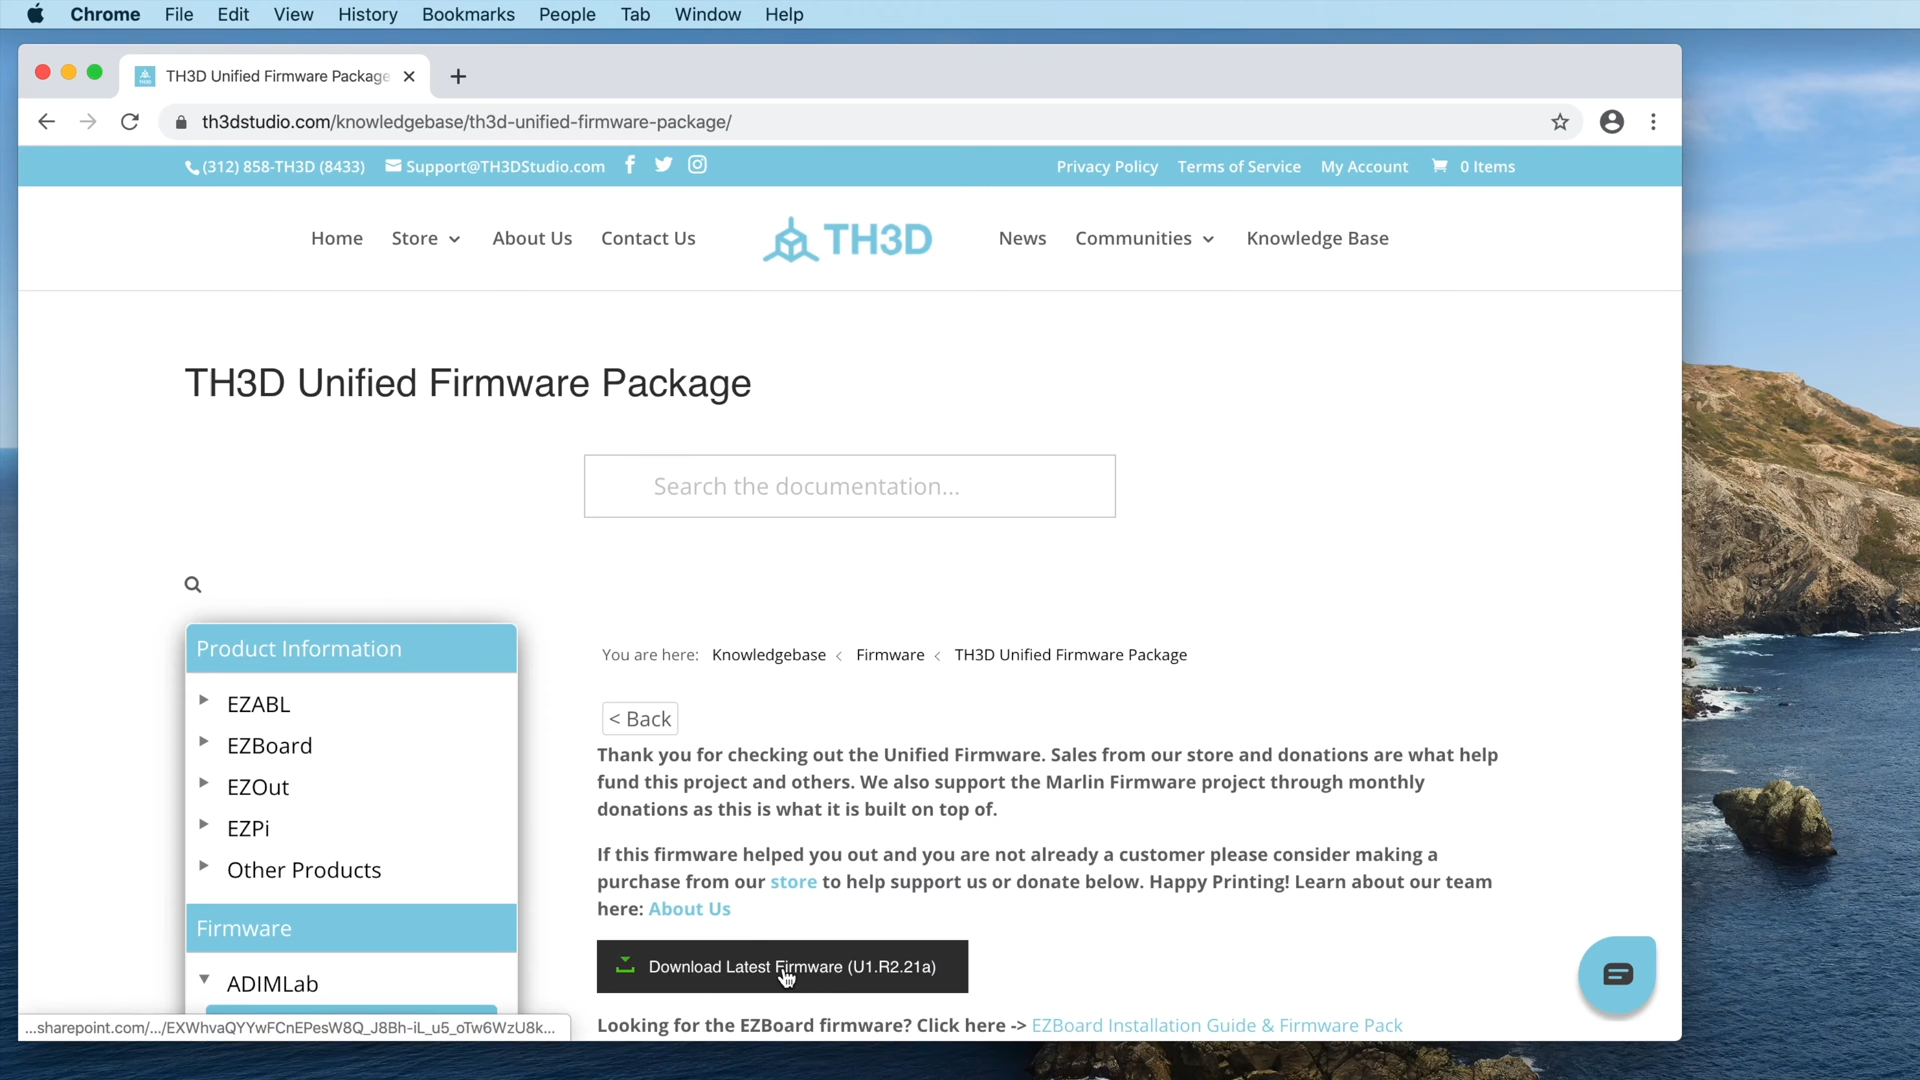 Chrome File Edit View History Bookmarks People Tab Window Help
TH3D Unified Firmware Package
th3dstudio.com/knowledgebase/th3d-unified-firmware-package/
(312) 858-TH3D (8433) Support@TH3DStudio.com Privacy Policy Terms of Service My Account 0 Items
Home Store About Us Contact Us TH3D News Communities Knowledge Base
TH3D Unified Firmware Package
Search the documentation...
Product Information
EZABL
EZBoard
EZOut
EZPi
Other Products
Firmware
ADIMLab
You are here: Knowledgebase < Firmware < TH3D Unified Firmware Package
< Back
Thank you for checking out the Unified Firmware. Sales from our store and donations are what help
fund this project and others. We also support the Marlin Firmware project through monthly
donations as this is what it is built on top of.
If this firmware helped you out and you are not already a customer please consider making a
purchase from our store to help support us or donate below. Happy Printing! Learn about our team
here: About Us
Download Latest Firmware (U1.R2.21a)
Looking for the EZBoard firmware? Click here -> EZBoard Installation Guide & Firmware Pack
...sharepoint.com/.../EXWhvaQYYwFCnEPesW8Q_J8Bh-iL_u5_oTw6WzU8k...